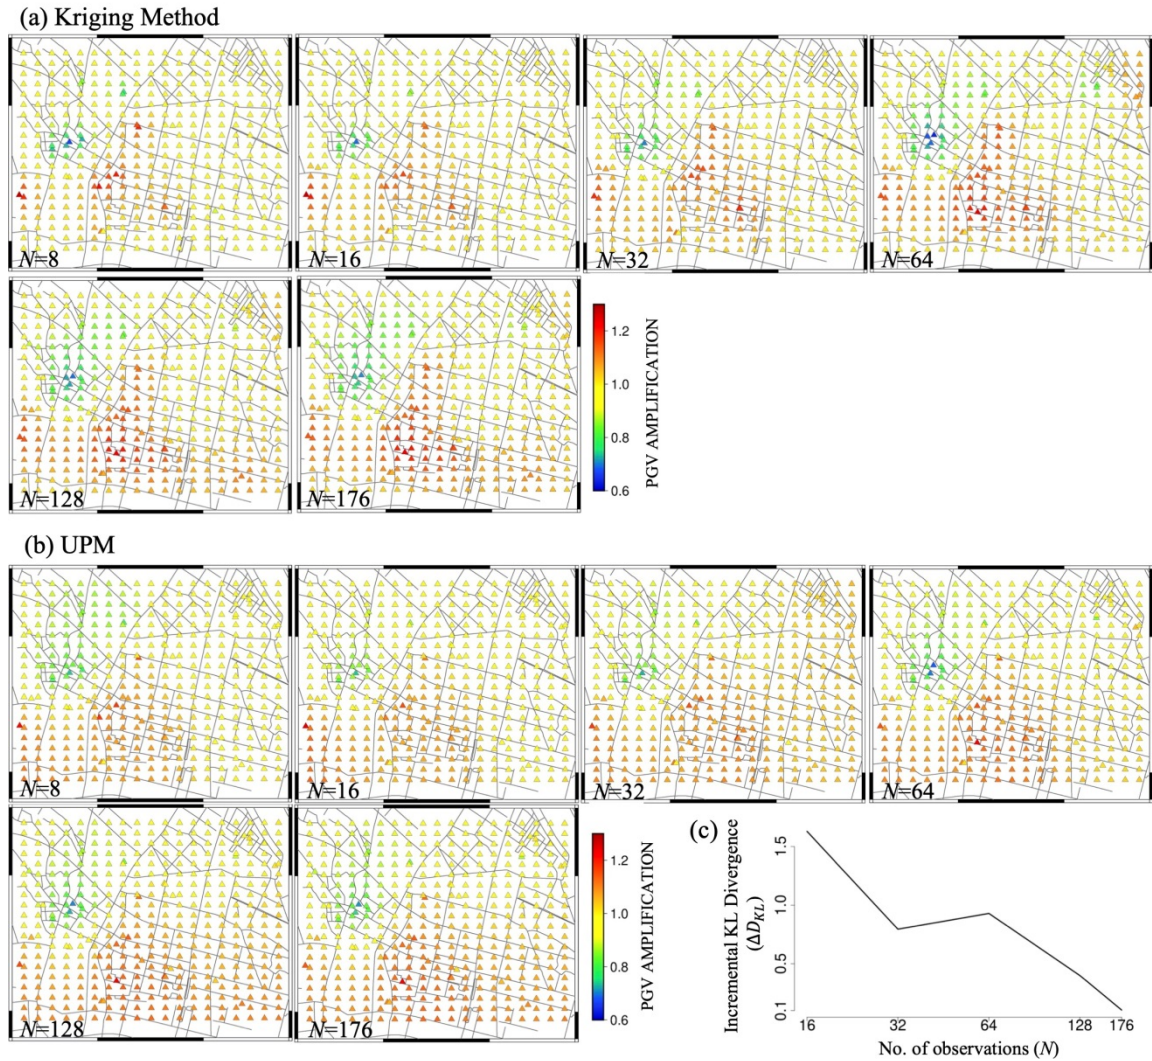 (a) Kriging Method
N=8
N=16
N=32
N=64
N=128
N=176
1.2
1.0
0.8
0.6
PGV AMPLIFICATION
(b) UPM
N=8
N=16
N=32
N=64
N=128
N=176
1.2
1.0
0.8
0.6
PGV AMPLIFICATION
(c)
Incremental KL Divergence
(ΔD_KL)
1.5
1.0
0.5
0.1
16 32 64 128 176
No. of observations (N)